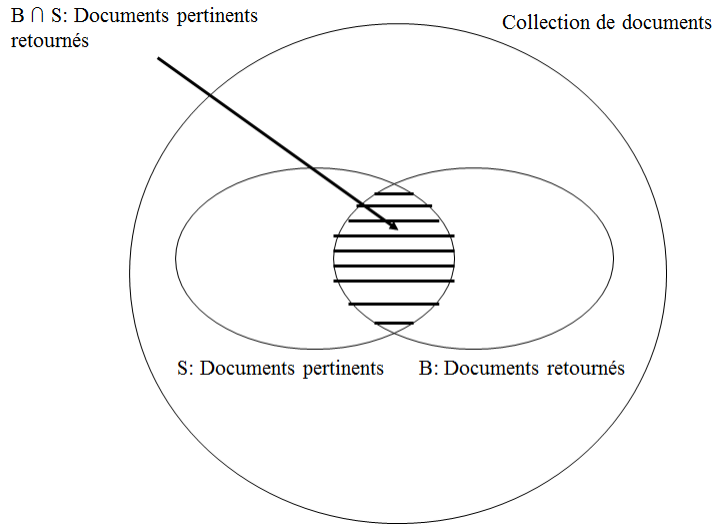 B ∩ S: Documents pertinents
retournés
Collection de documents
S: Documents pertinents
B: Documents retournés